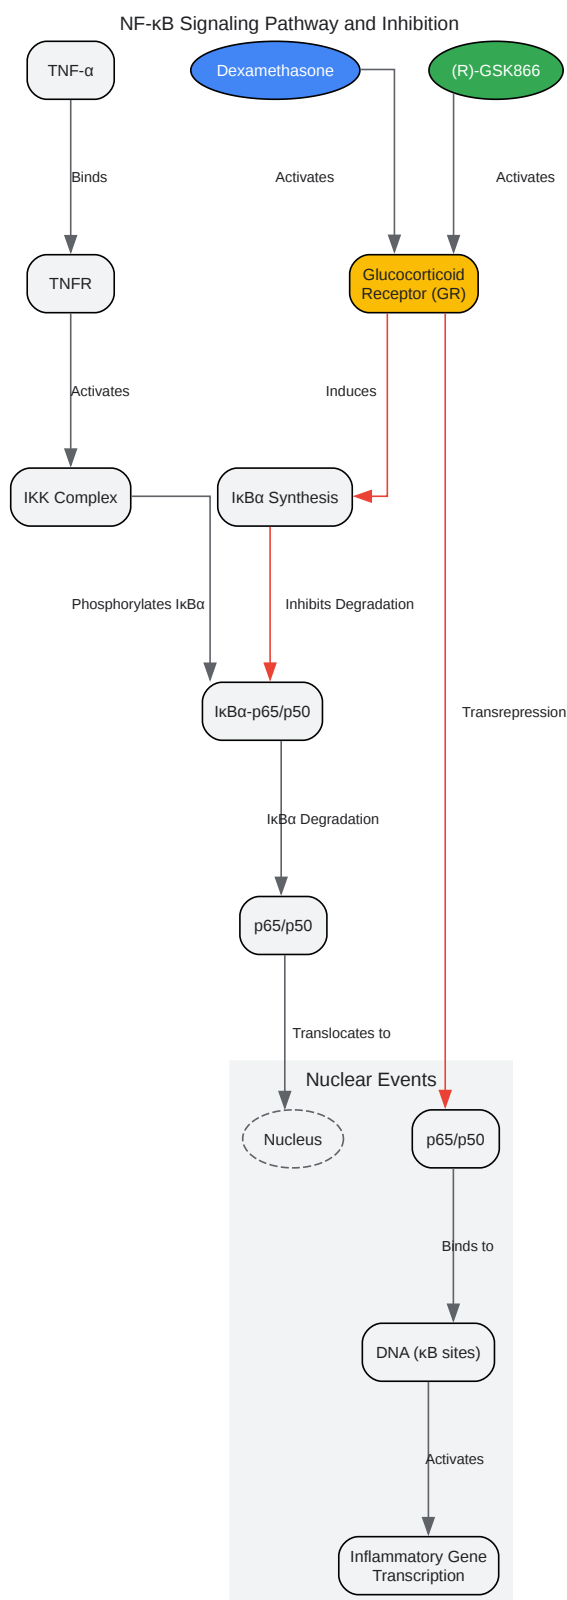 NF-κB Signaling Pathway and Inhibition
TNF-α
Dexamethasone
(R)-GSK866
Binds
Activates
Activates
TNFR
Glucocorticoid
Receptor (GR)
Activates
Induces
IKK Complex
IκBα Synthesis
Phosphorylates IκBα
Inhibits Degradation
IκBα-p65/p50
Transrepression
IκBα Degradation
p65/p50
Translocates to
Nuclear Events
Nucleus
p65/p50
Binds to
DNA (κB sites)
Activates
Inflammatory Gene
Transcription